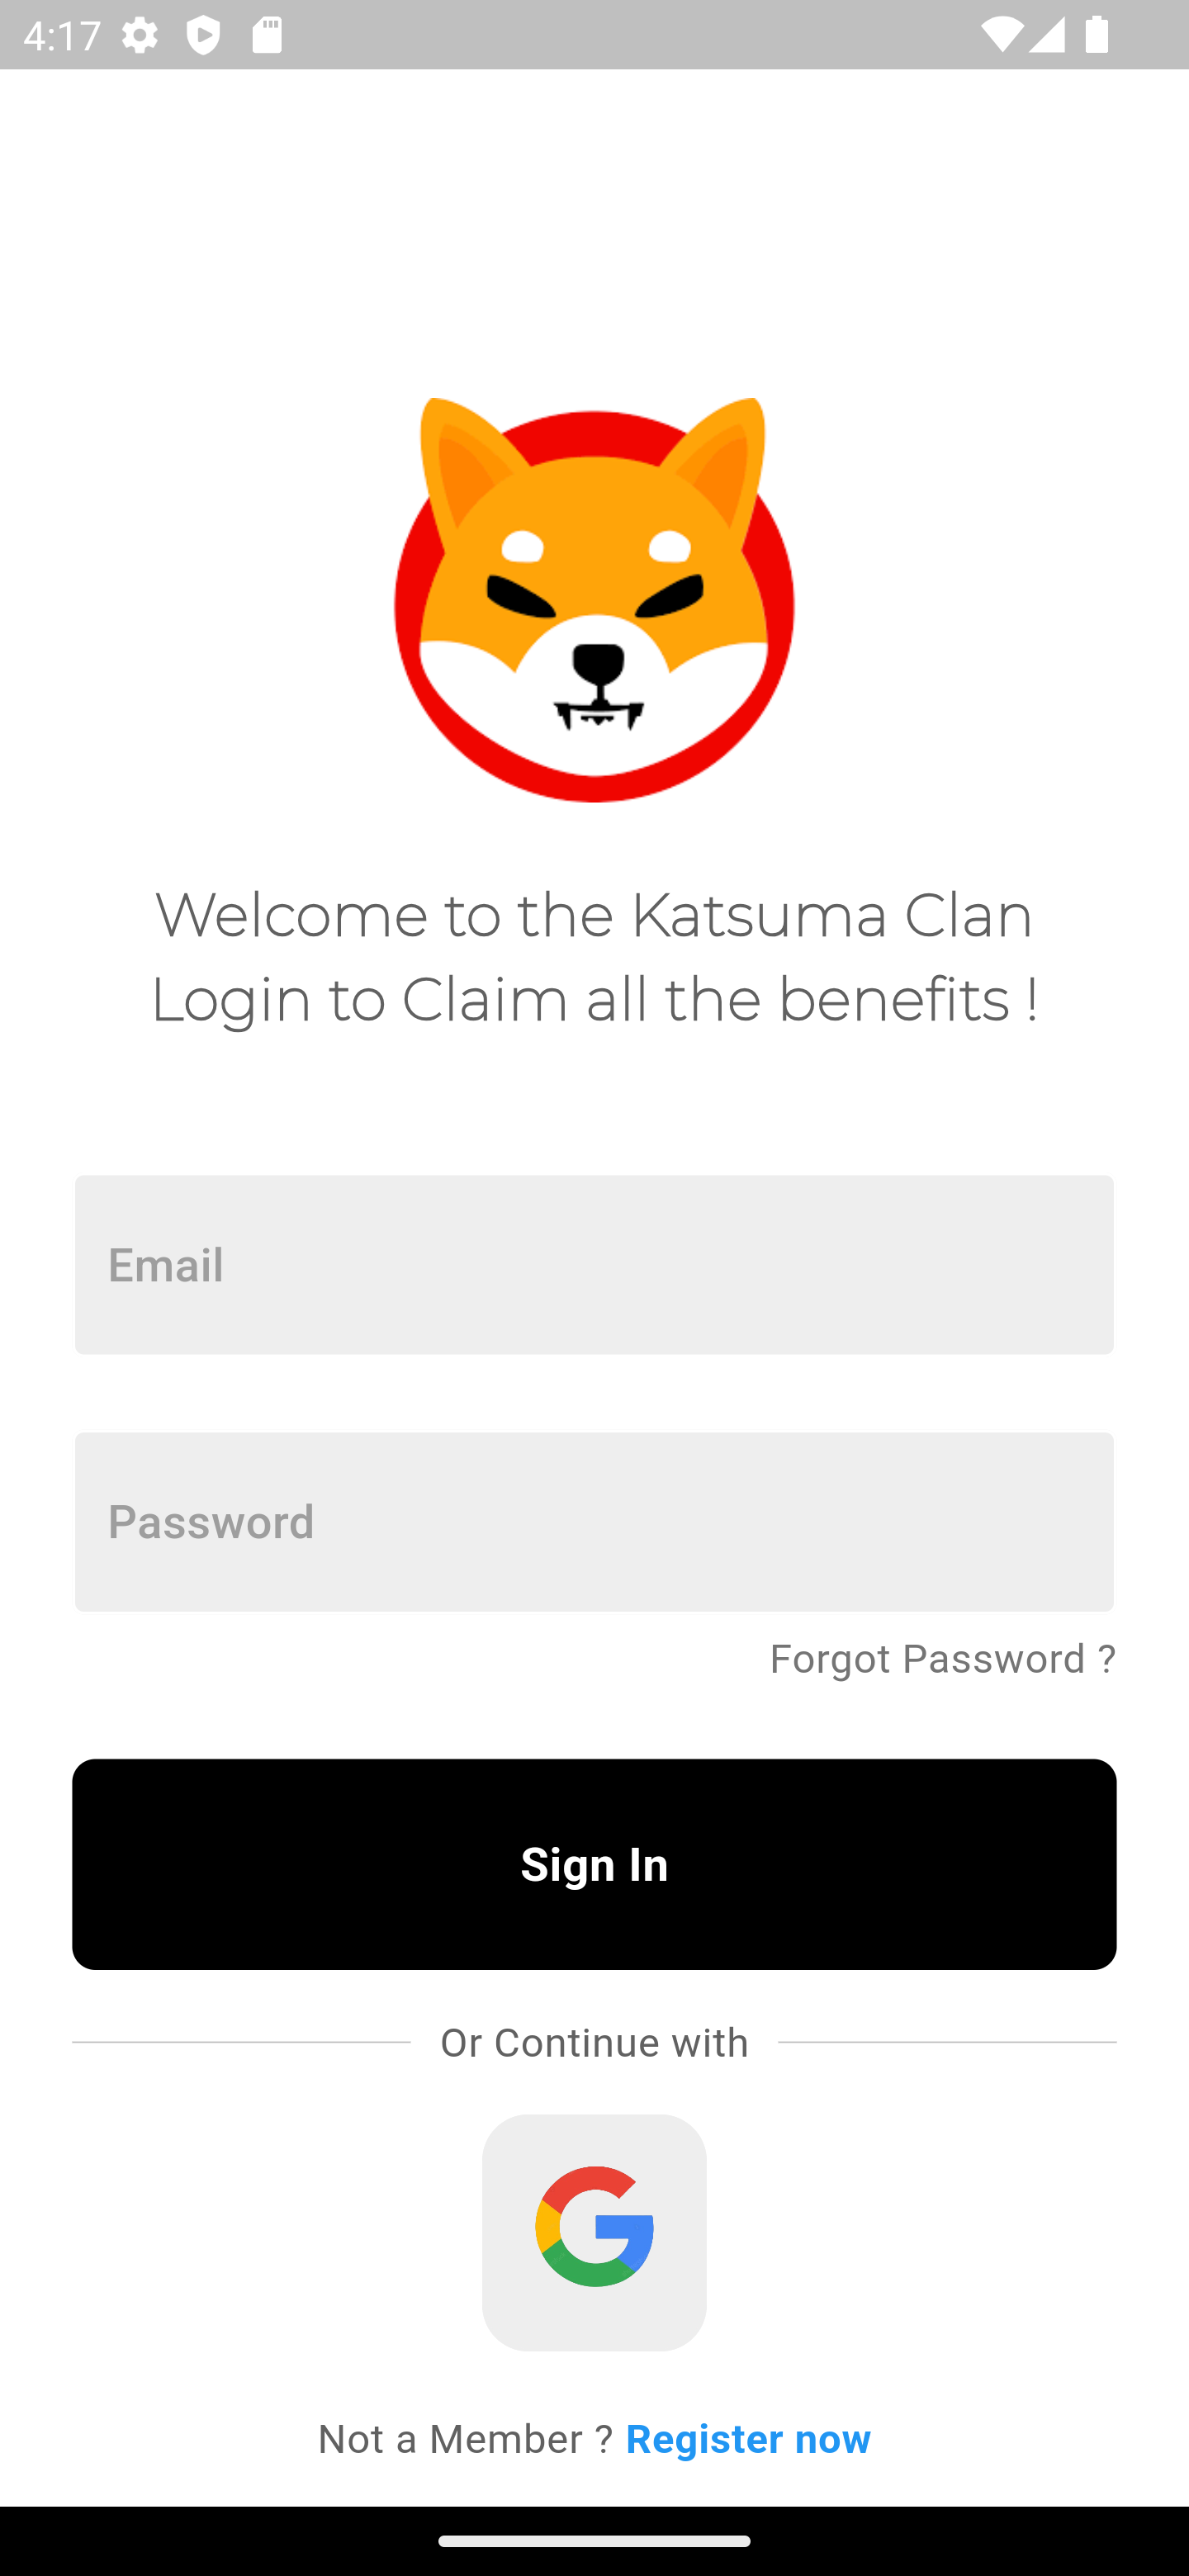 4:17
Welcome to the Katsuma Clan
Login to Claim all the benefits !
Email
Password
Forgot Password ?
Sign In
Or Continue with
Not a Member ? Register now